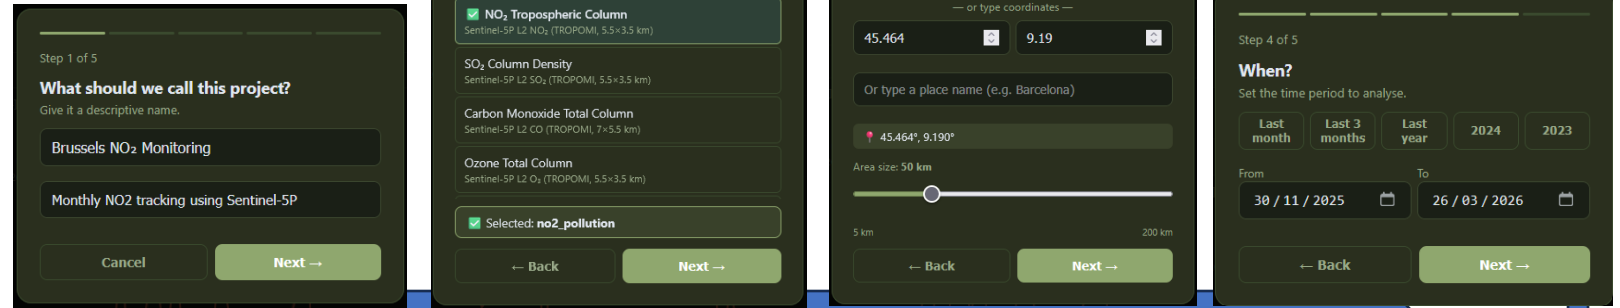 Step 1 of 5
What should we call this project?
Give it a descriptive name.
Brussels NO₂ Monitoring
Monthly NO2 tracking using Sentinel-5P
Cancel
Next →
✅ NO₂ Tropospheric Column
Sentinel-5P L2 NO₂ (TROPOMI, 5.5×3.5 km)
SO₂ Column Density
Sentinel-5P L2 SO₂ (TROPOMI, 5.5×3.5 km)
Carbon Monoxide Total Column
Sentinel-5P L2 CO (TROPOMI, 7×5.5 km)
Ozone Total Column
Sentinel-5P L2 O₃ (TROPOMI, 5.5×3.5 km)
✅ Selected: no2_pollution
← Back
Next →
— or type coordinates —
45.464
9.19
Or type a place name (e.g. Barcelona)
📍 45.464°, 9.190°
Area size: 50 km
5 km
200 km
← Back
Next →
Step 4 of 5
When?
Set the time period to analyse.
Last month
Last 3 months
Last year
2024
2023
From
To
30/11/2025
26/03/2026
← Back
Next →